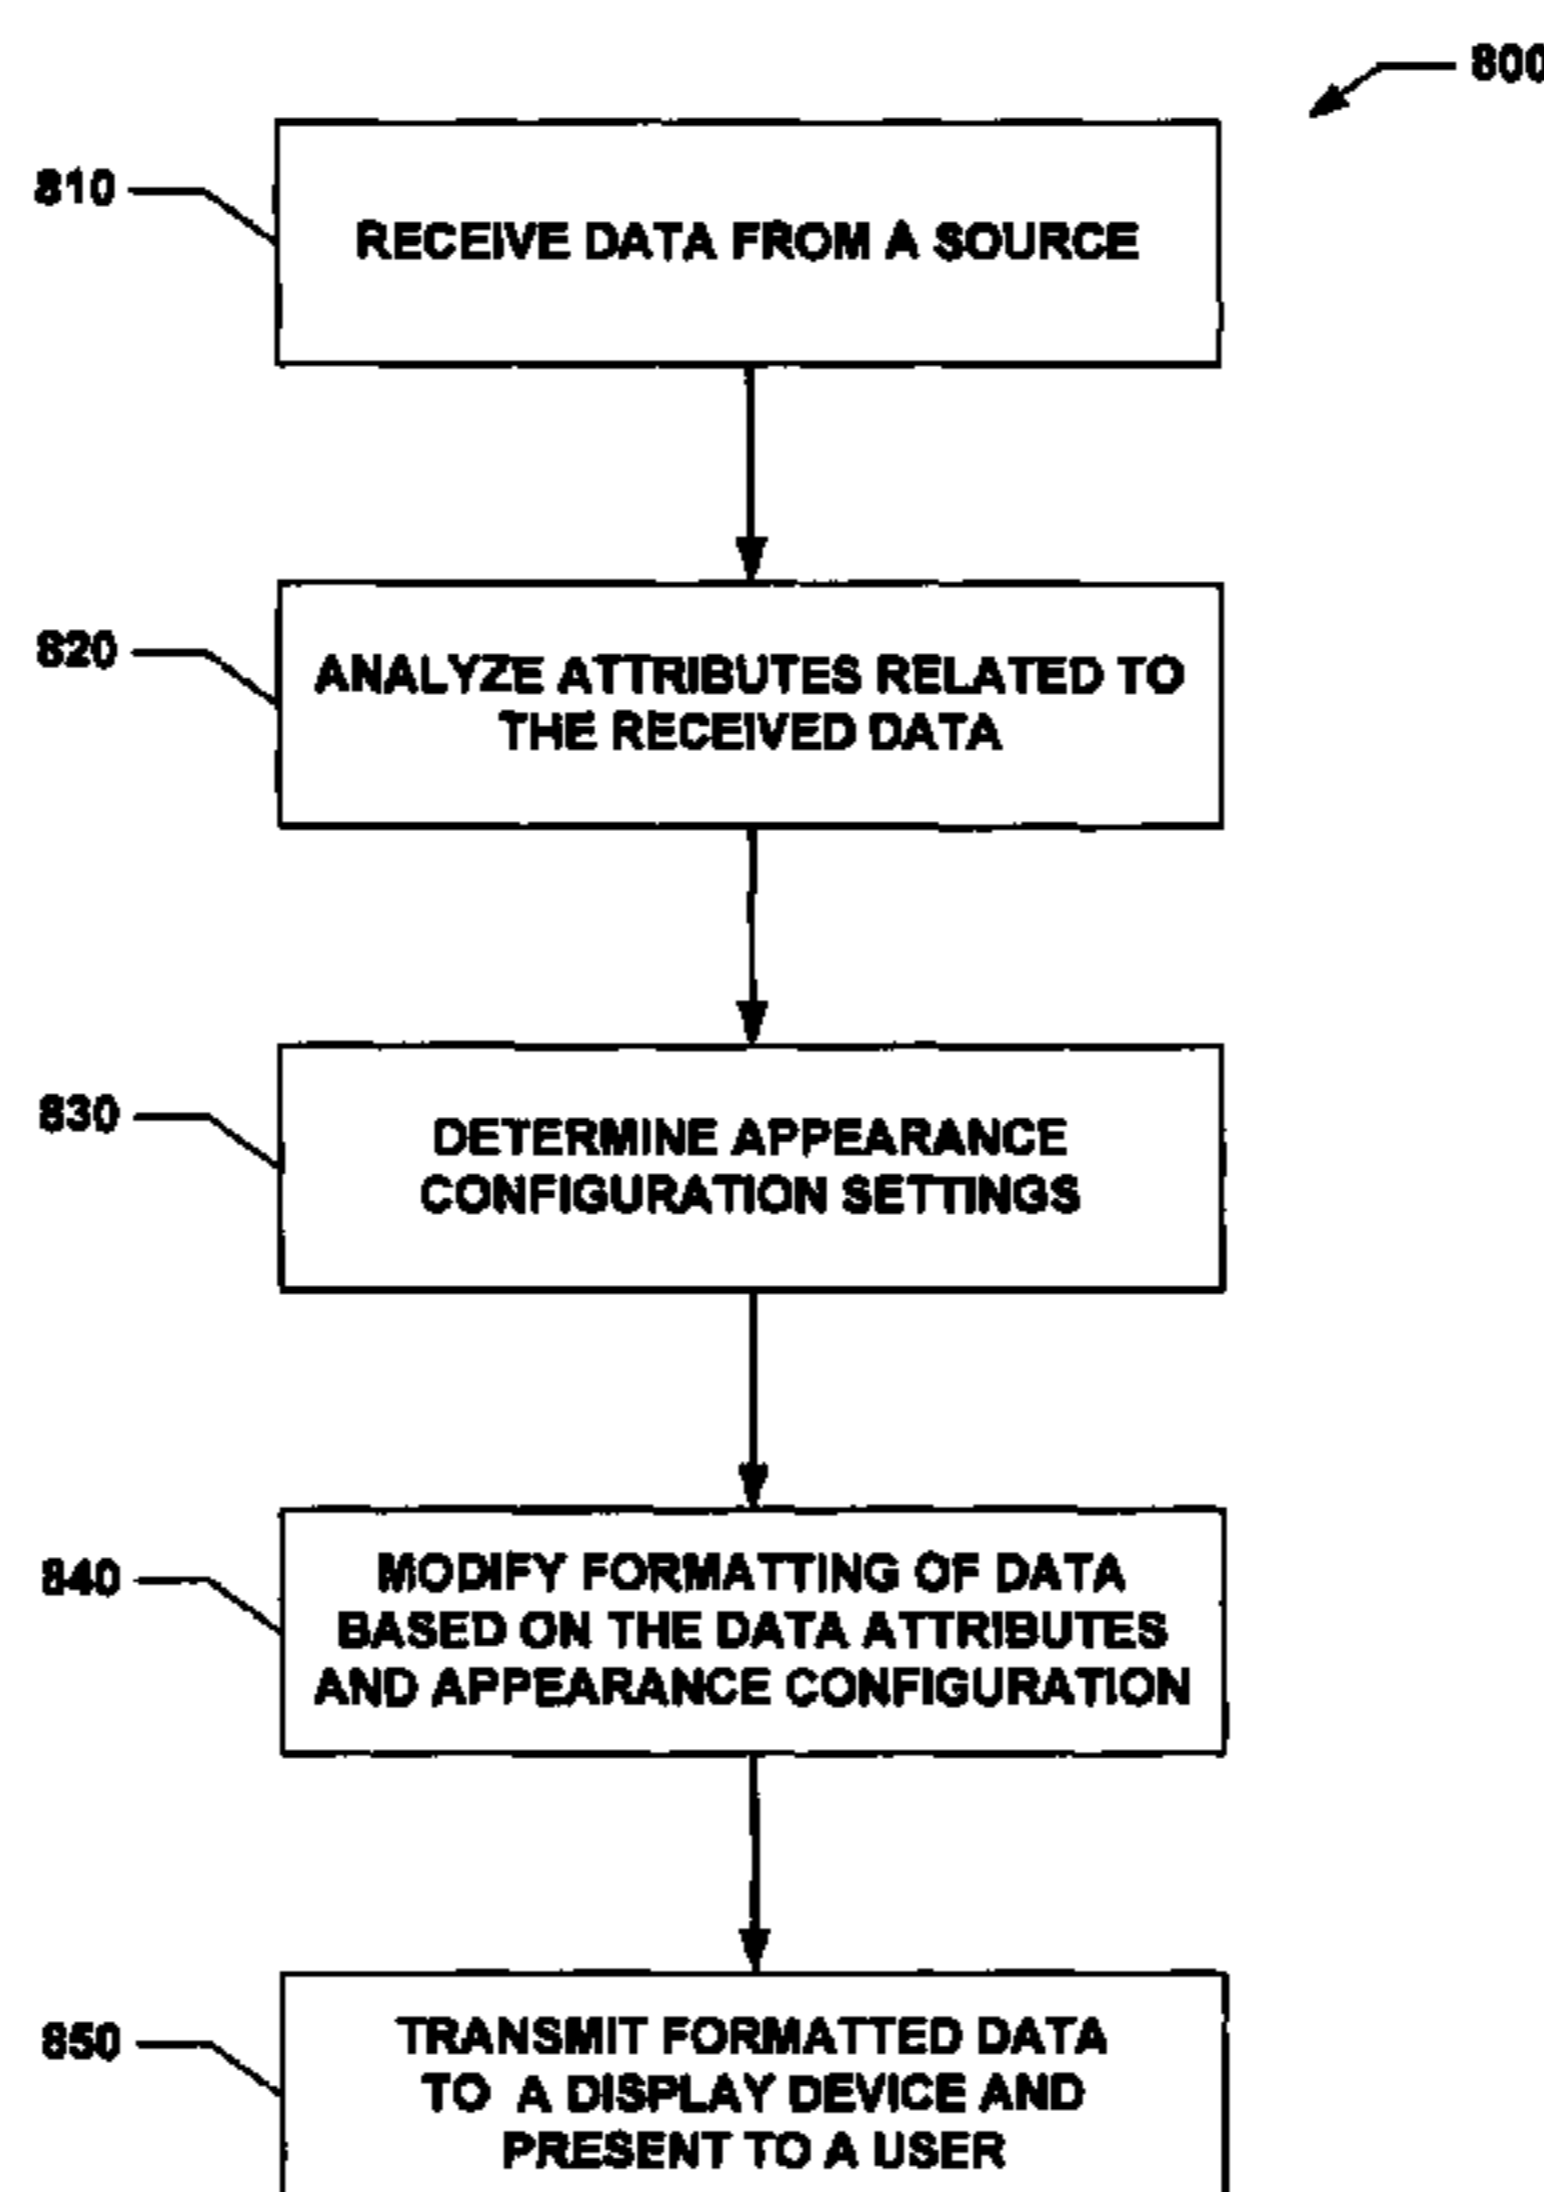 800
810
RECEIVE DATA FROM A SOURCE
820
ANALYZE ATTRIBUTES RELATED TO
THE RECEIVED DATA
830
DETERMINE APPEARANCE
CONFIGURATION SETTINGS
840
MODIFY FORMATTING OF DATA
BASED ON THE DATA ATTRIBUTES
AND APPEARANCE CONFIGURATION
850
TRANSMIT FORMATTED DATA
TO A DISPLAY DEVICE AND
PRESENT TO A USER